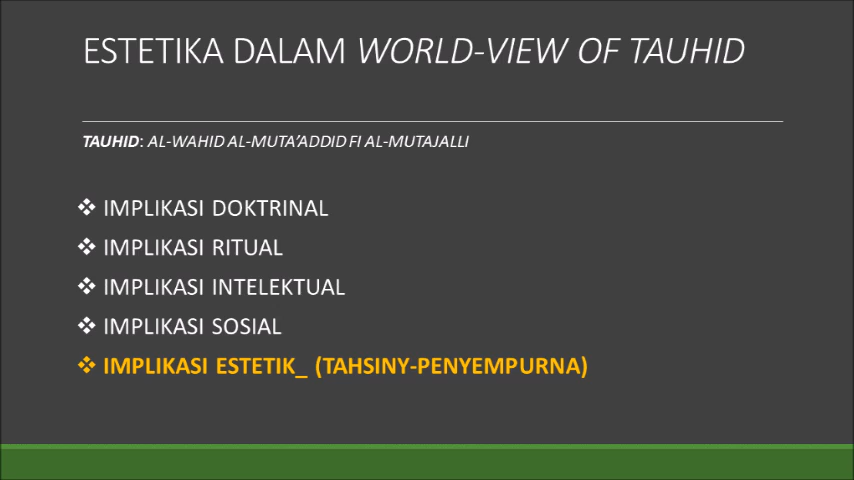 ESTETIKA DALAM WORLD-VIEW OF TAUHID
TAUHID: AL-WAHID AL-MUTA’ADDID FI AL-MUTAJALLI
❖ IMPLIKASI DOKTRINAL
❖ IMPLIKASI RITUAL
❖ IMPLIKASI INTELEKTUAL
❖ IMPLIKASI SOSIAL
❖ IMPLIKASI ESTETIK_ (TAHSINY-PENYEMPURNA)